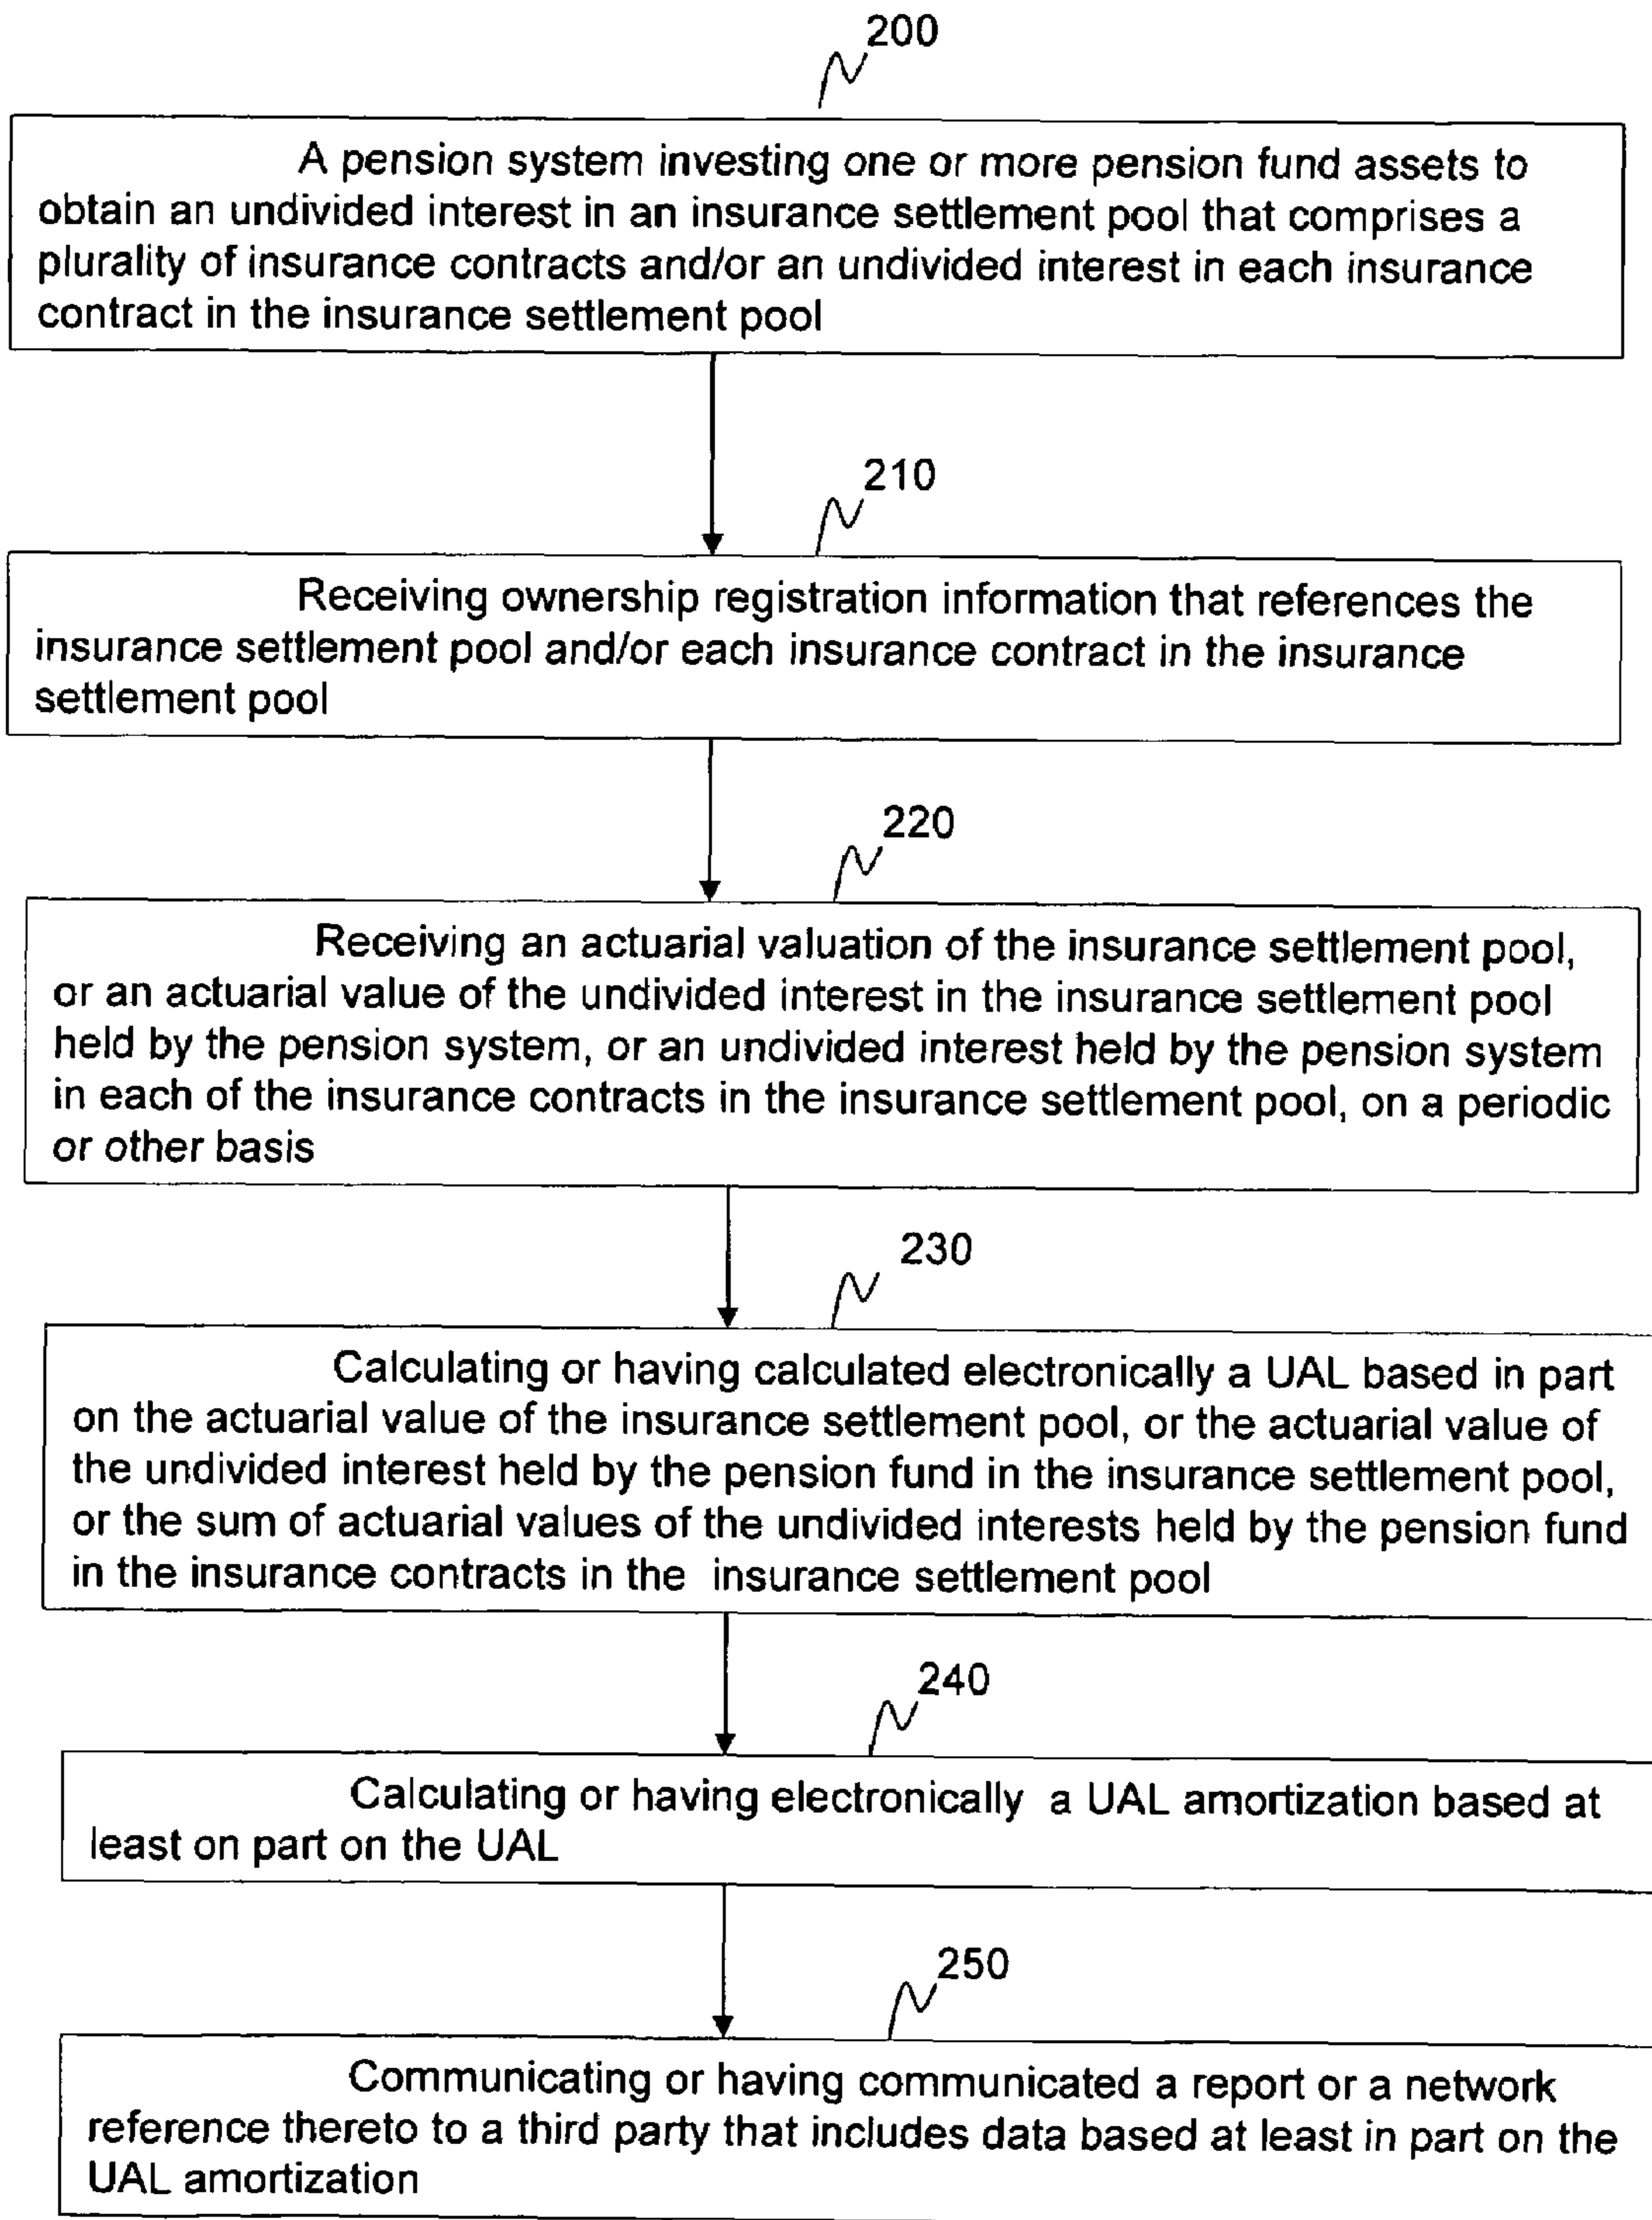 200
A pension system investing one or more pension fund assets to
obtain an undivided interest in an insurance settlement pool that comprises a
plurality of insurance contracts and/or an undivided interest in each insurance
contract in the insurance settlement pool
210
Receiving ownership registration information that references the
insurance settlement pool and/or each insurance contract in the insurance
settlement pool
220
Receiving an actuarial valuation of the insurance settlement pool,
or an actuarial value of the undivided interest in the insurance settlement pool
held by the pension system, or an undivided interest held by the pension system
in each of the insurance contracts in the insurance settlement pool, on a periodic
or other basis
230
Calculating or having calculated electronically a UAL based in part
on the actuarial value of the insurance settlement pool, or the actuarial value of
the undivided interest held by the pension fund in the insurance settlement pool,
or the sum of actuarial values of the undivided interests held by the pension fund
in the insurance contracts in the insurance settlement pool
240
Calculating or having electronically a UAL amortization based at
least on part on the UAL
250
Communicating or having communicated a report or a network
reference thereto to a third party that includes data based at least in part on the
UAL amortization